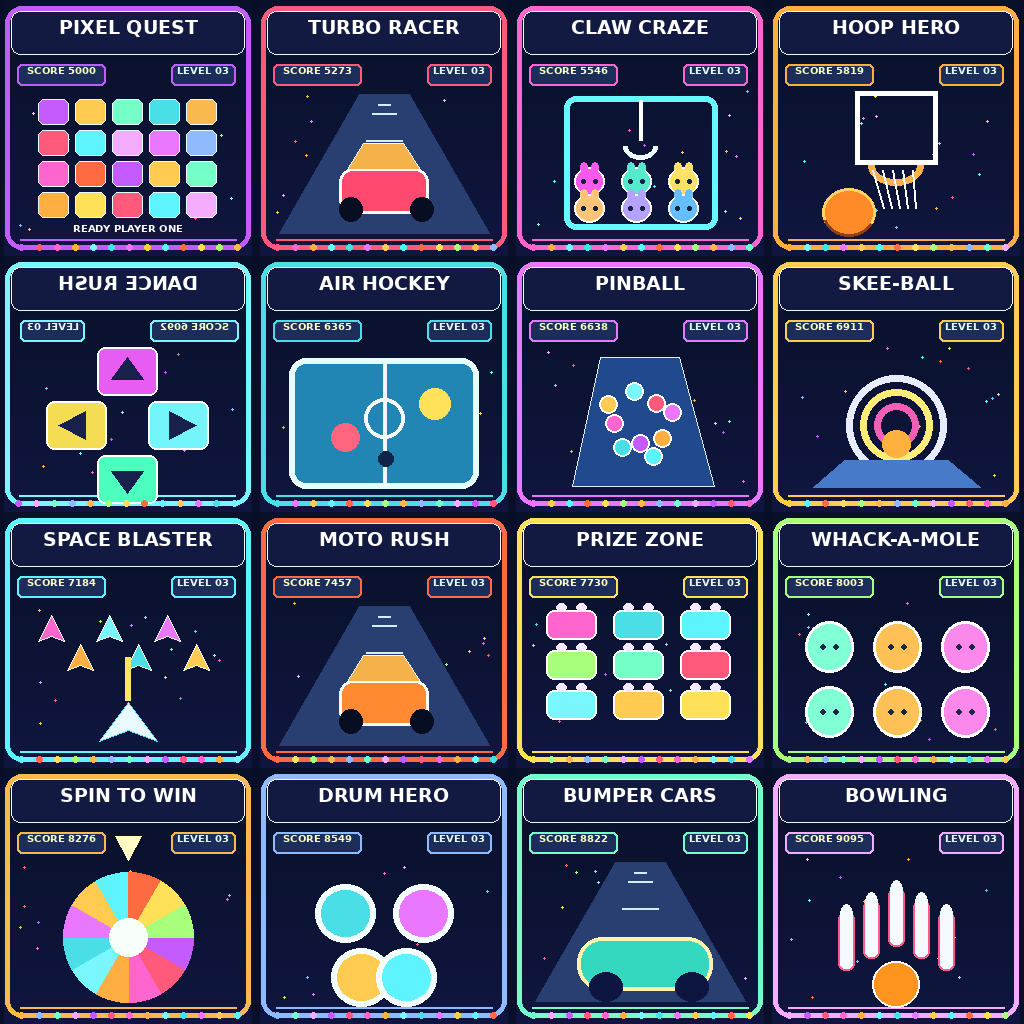 PIXEL QUEST
SCORE 5000
LEVEL 03
READY PLAYER ONE
TURBO RACER
SCORE 5273
LEVEL 03
CLAW CRAZE
SCORE 5546
LEVEL 03
HOOP HERO
SCORE 5819
LEVEL 03
DANCE RUSH
SCORE 6092
LEVEL 03
AIR HOCKEY
SCORE 6365
LEVEL 03
PINBALL
SCORE 6638
LEVEL 03
SKEE-BALL
SCORE 6911
LEVEL 03
SPACE BLASTER
SCORE 7184
LEVEL 03
MOTO RUSH
SCORE 7457
LEVEL 03
PRIZE ZONE
SCORE 7730
LEVEL 03
WHACK-A-MOLE
SCORE 8003
LEVEL 03
SPIN TO WIN
SCORE 8276
LEVEL 03
DRUM HERO
SCORE 8549
LEVEL 03
BUMPER CARS
SCORE 8822
LEVEL 03
BOWLING
SCORE 9095
LEVEL 03